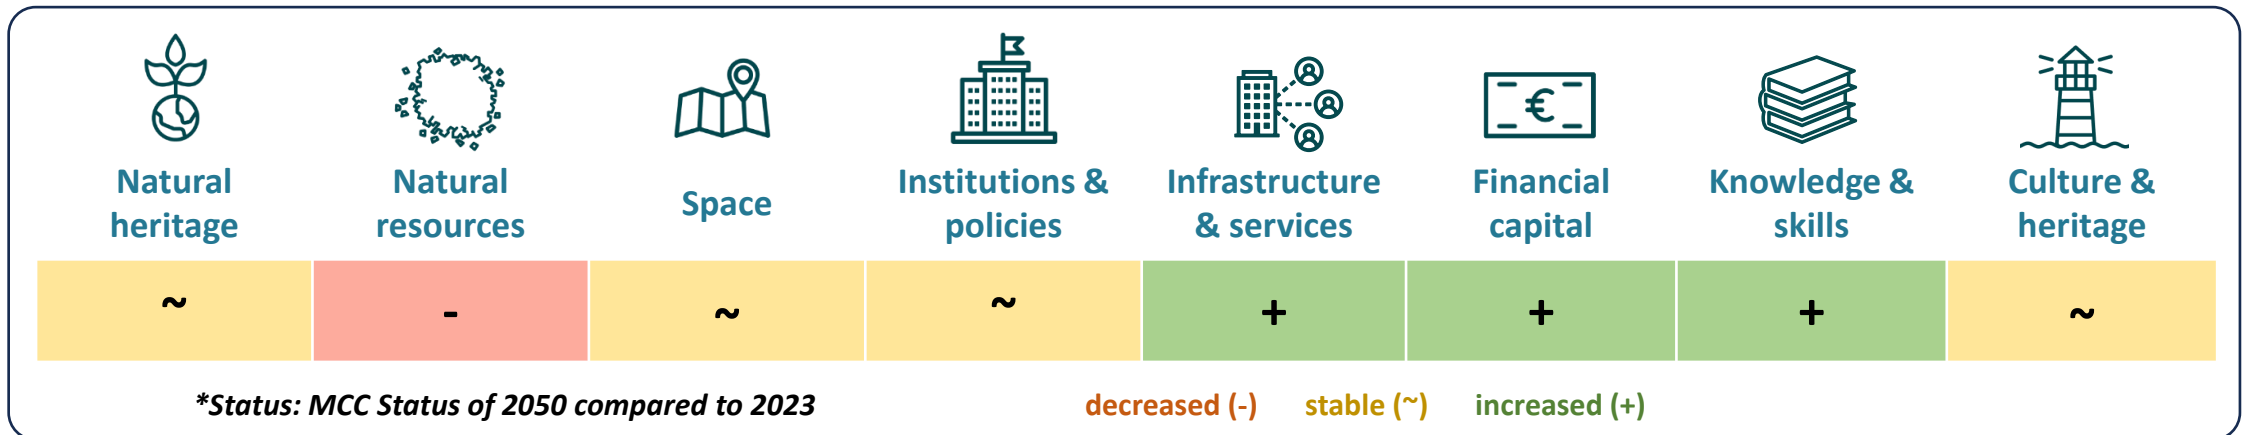 Natural
heritage
Natural
resources
Space
Institutions &
policies
Infrastructure
& services
€
Financial
capital
Knowledge &
skills
Culture &
heritage
~ - ~ ~ + + + ~
*Status: MCC Status of 2050 compared to 2023
decreased (-) stable (~) increased (+)